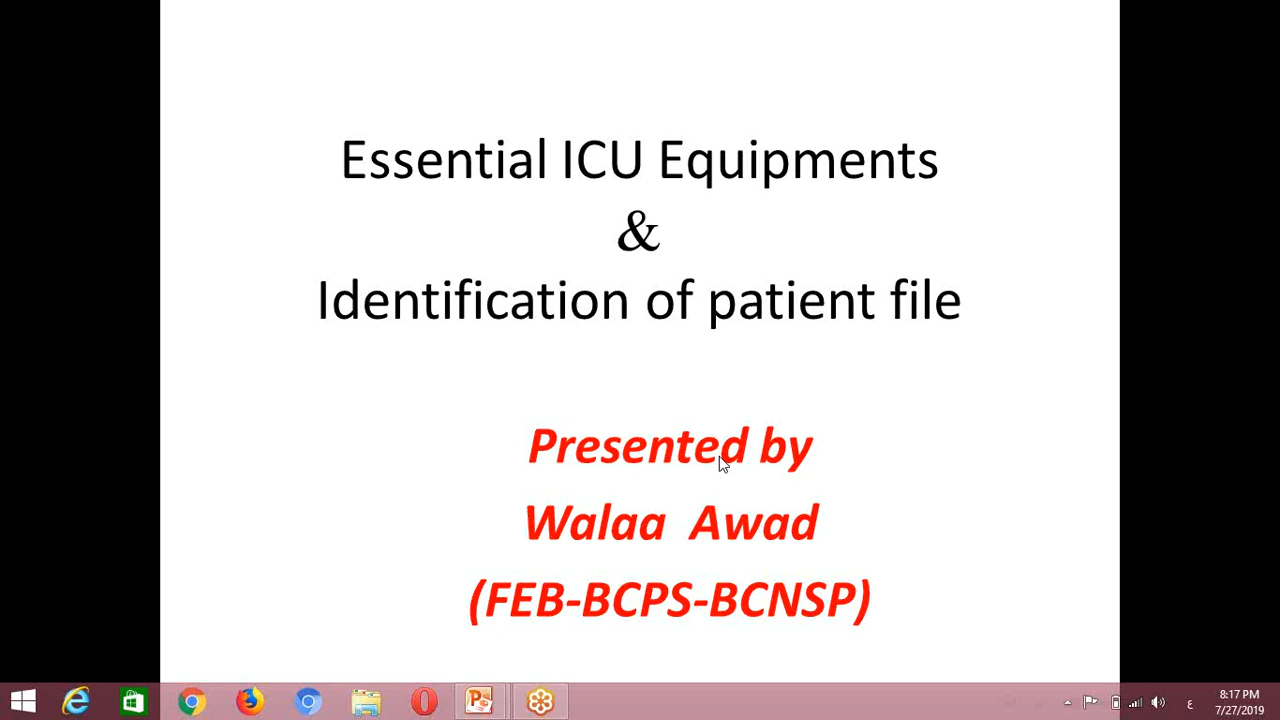 Essential ICU Equipments
&
Identification of patient file
Presented by
Walaa Awad
(FEB-BCPS-BCNSP)
ع
8:17 PM
7/27/2019